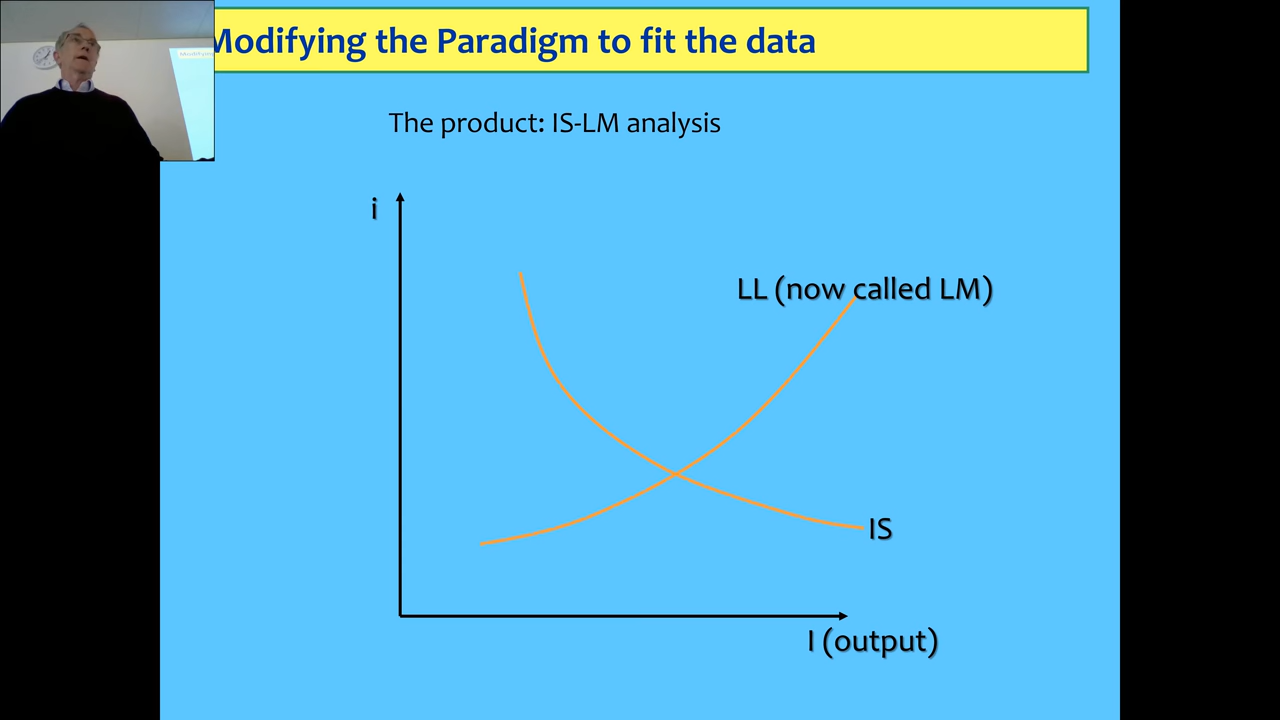 Modifying the Paradigm to fit the data
The product: IS-LM analysis
i
LL (now called LM)
IS
I (output)